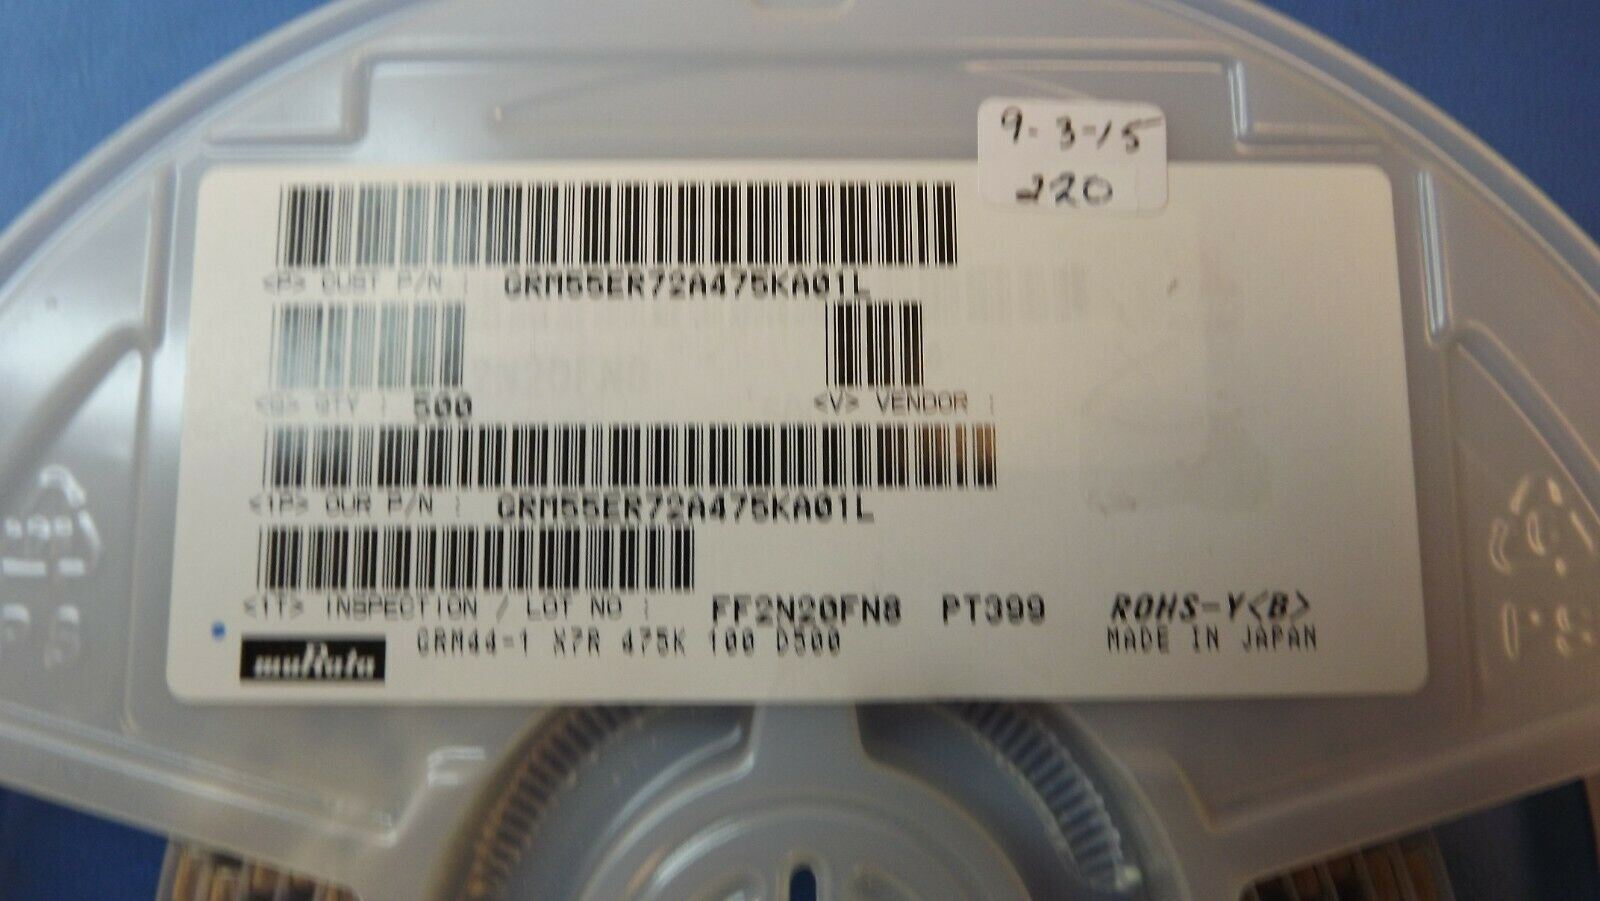 9-3-15
220
<P> CUST P/N : GRM55ER72A475KA01L
<Q> QTY : 500 <V> VENDOR :
<1P> OUR P/N : GRM55ER72A475KA01L
<1T> INSPECTION / LOT NO : FF2N20FN8 PT399 ROHS-Y<B>
muRata GRM44-1 X7R 475K 100 D500 MADE IN JAPAN